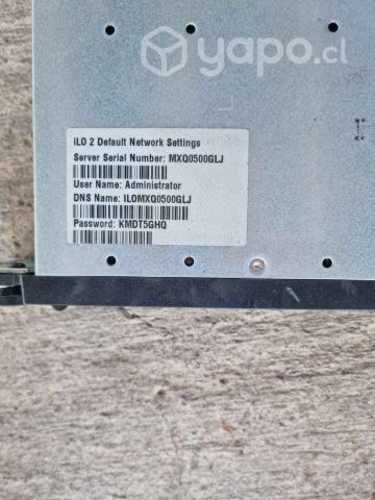 yapo.cl
iLO 2 Default Network Settings
Server Serial Number: MXQ0500GLJ
User Name: Administrator
DNS Name: ILOMXQ0500GLJ
Password: KMDT5GHQ